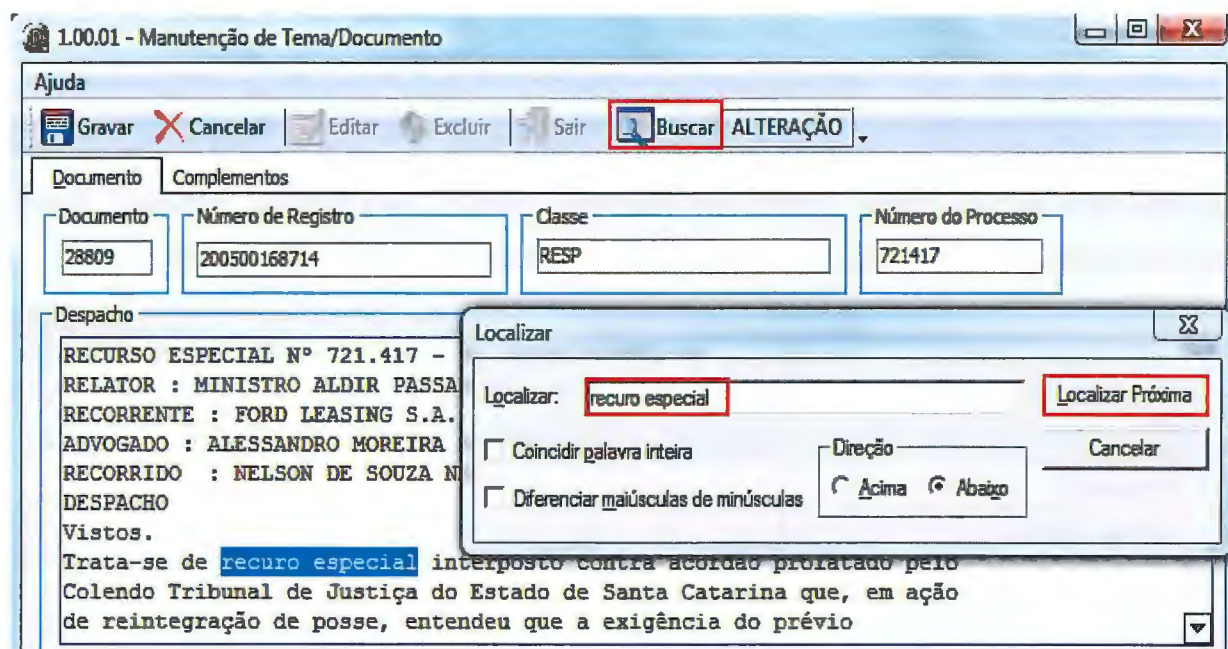 1.00.01 - Manutenção de Tema/Documento
Ajuda
Gravar Cancelar Editar Excluir Sair Buscar ALTERAÇÃO
Documento Complementos
Documento Número de Registro Classe Número do Processo
28809 200500168714 RESP 721417
Despacho
RECURSO ESPECIAL Nº 721.417 -
RELATOR : MINISTRO ALDIR PASSA
RECORRENTE : FORD LEASING S.A.
ADVOGADO : ALESSANDRO MOREIRA
RECORRIDO : NELSON DE SOUZA N
DESPACHO
Vistos.
Trata-se de recuro especial interposto contra acórdão prolatado pelo
Colendo Tribunal de Justiça do Estado de Santa Catarina que, em ação
de reintegração de posse, entendeu que a exigência do prévio
Localizar
Localizar: recuro especial Localizar Próxima
Coincidir palavra inteira Direção Cancelar
Diferenciar maiúsculas de minúsculas Acima Abaixo